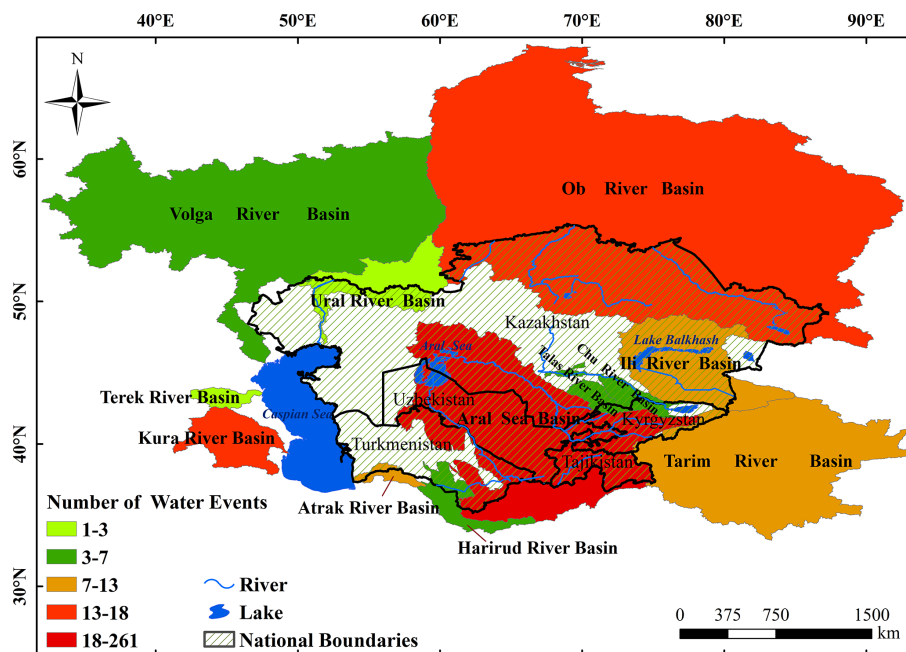 40°E 50°E 60°E 70°E 80°E 90°E
N
60°N
50°N
40°N
30°N
Ob River Basin
Volga River Basin
Ural River Basin
Kazakhstan
Aral Sea
Lake Balkhash
Ili River Basin
Chu River Basin
Talas River Basin
Terek River Basin
Caspian Sea
Uzbekistan
Aral Sea Basin
Kyrgyzstan
Kura River Basin
Turkmenistan
Tajikistan
Tarim River Basin
Atrak River Basin
Harirud River Basin
Number of Water Events
1-3
3-7
7-13
13-18
18-261
River
Lake
National Boundaries
0 375 750 1500
km